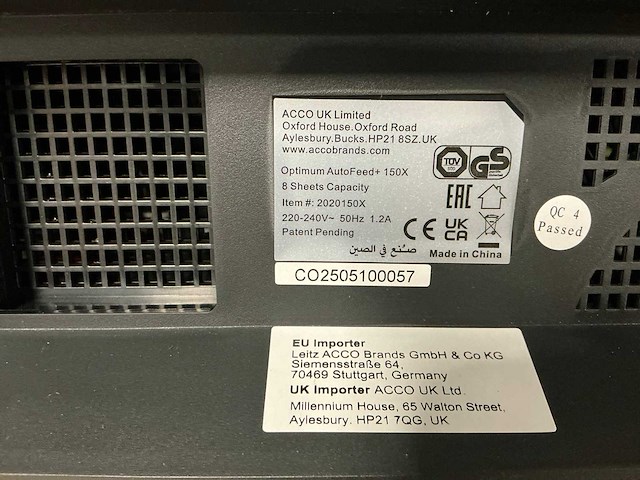 ACCO UK Limited
Oxford House.Oxford Road
Aylesbury.Bucks.HP21 8SZ.UK
www.accobrands.com
Optimum AutoFeed+ 150X
8 Sheets Capacity
Item #: 2020150X
220-240V~ 50Hz 1.2A
Patent Pending
صُنع في الصين
TÜV
GS
EAC
CE
UK
CA
Made in China
QC 4
Passed
CO2505100057
EU Importer
Leitz ACCO Brands GmbH & Co KG
Siemensstraße 64,
70469 Stuttgart, Germany
UK Importer ACCO UK Ltd.
Millennium House, 65 Walton Street,
Aylesbury. HP21 7QG, UK